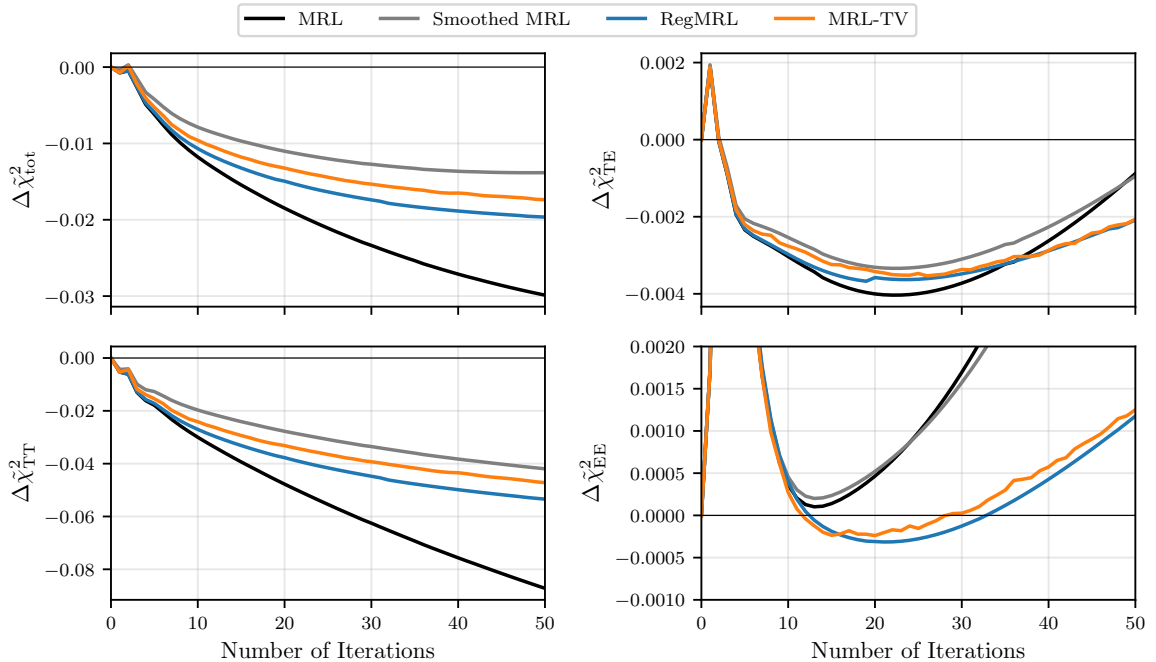 MRL Smoothed MRL RegMRL MRL-TV
0.00
−0.01
−0.02
−0.03
Δχ̃²tot
0.002
0.000
−0.002
−0.004
Δχ̃²TE
0.00
−0.02
−0.04
−0.06
−0.08
Δχ̃²TT
0 10 20 30 40 50
Number of Iterations
0.0020
0.0015
0.0010
0.0005
0.0000
−0.0005
−0.0010
Δχ̃²EE
0 10 20 30 40 50
Number of Iterations